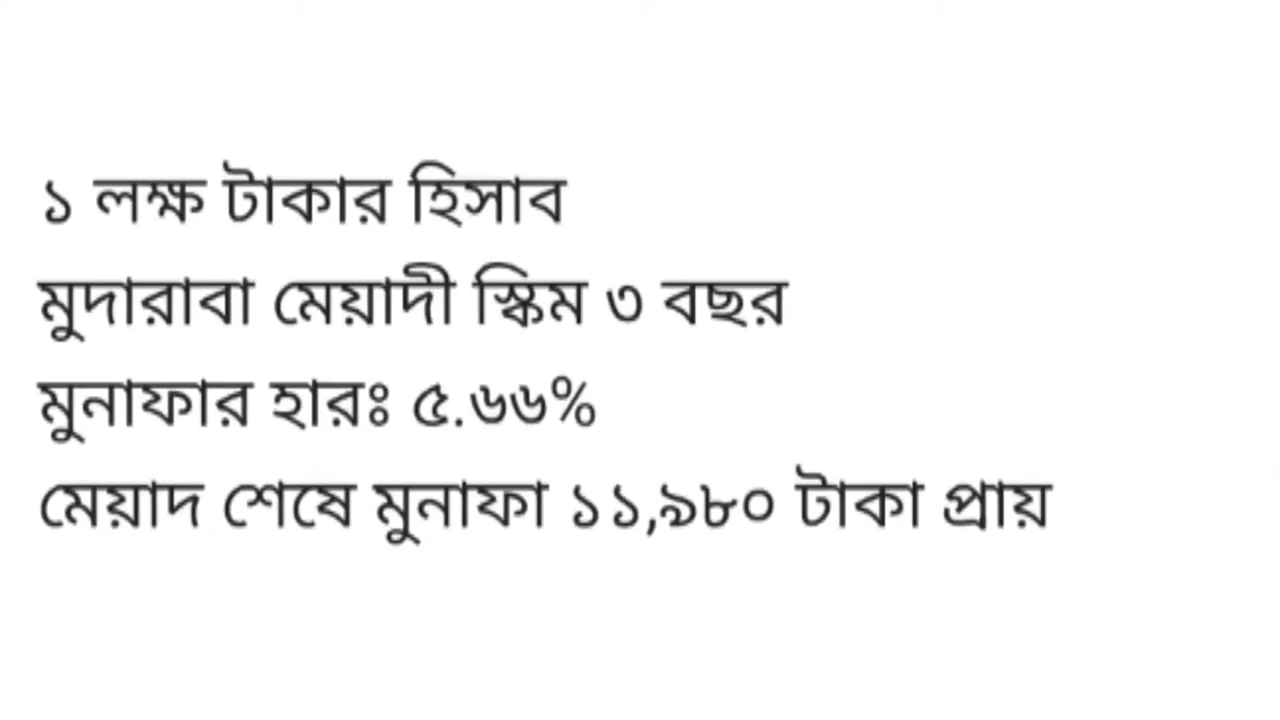 ১ লক্ষ টাকার হিসাব
মুদারাবা মেয়াদী স্কিম ৩ বছর
মুনাফার হারঃ ৫.৬৬%
মেয়াদ শেষে মুনাফা ১১,৯৮০ টাকা প্রায়